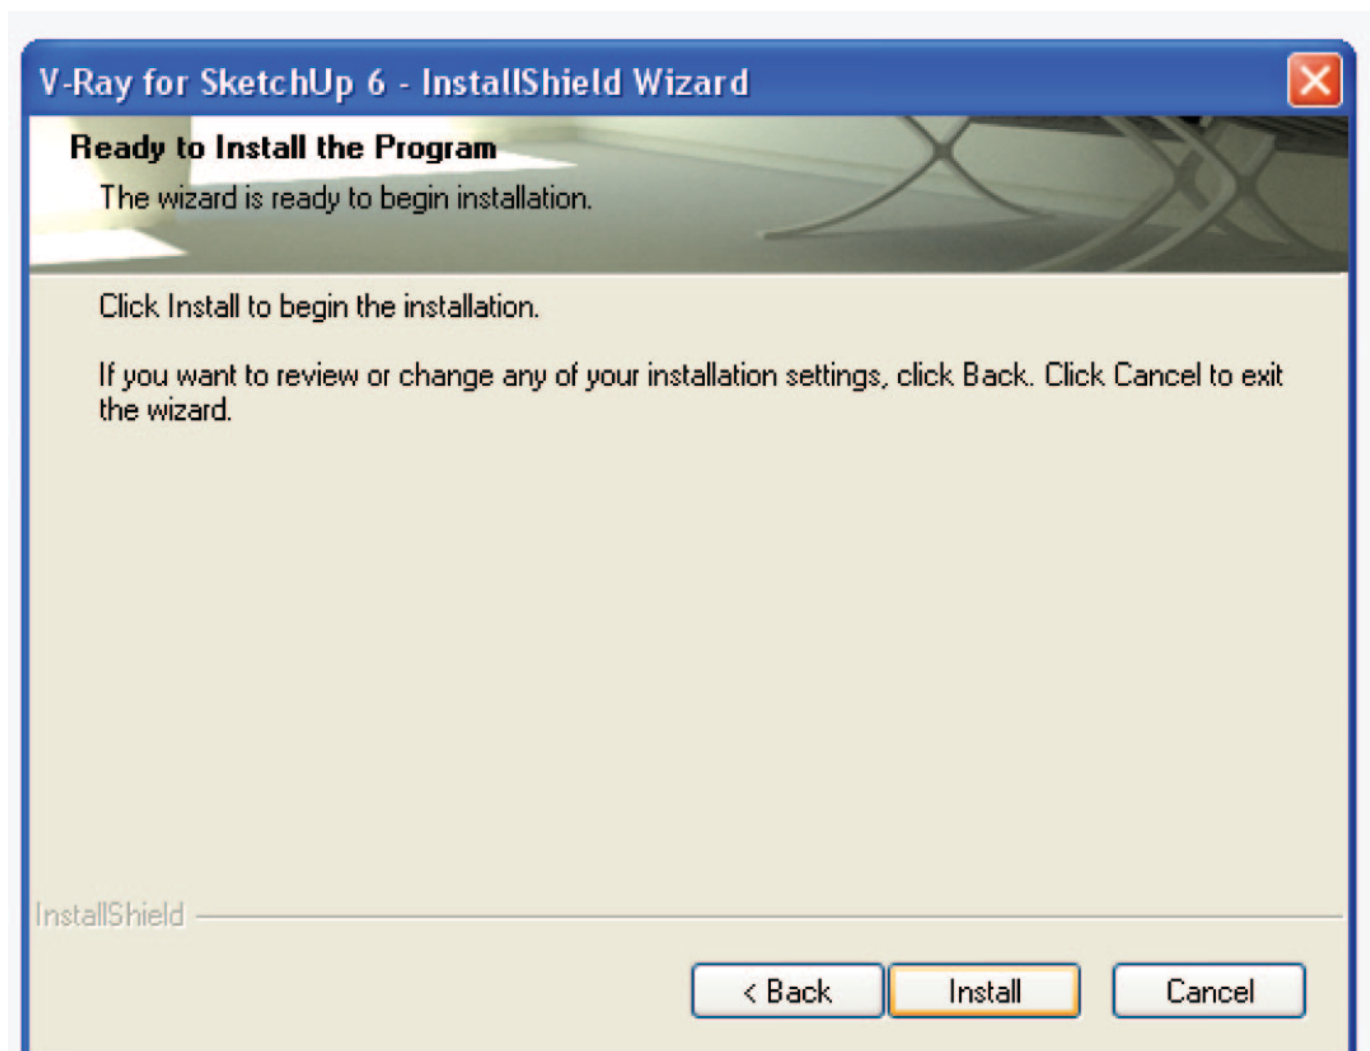 V-Ray for SketchUp 6 - InstallShield Wizard
Ready to Install the Program
The wizard is ready to begin installation.
Click Install to begin the installation.
If you want to review or change any of your installation settings, click Back. Click Cancel to exit
the wizard.
InstallShield
< Back Install Cancel